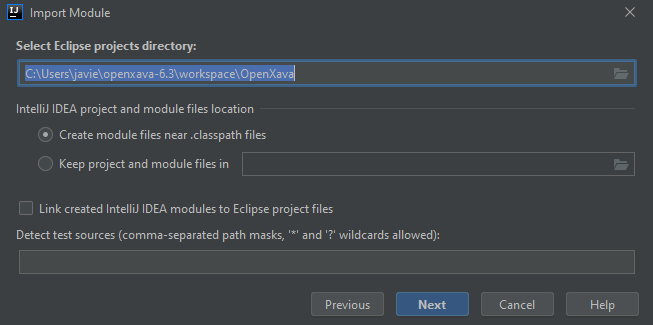 IJ Import Module
Select Eclipse projects directory:
C:\Users\javie\openxava-6.3\workspace\OpenXava
IntelliJ IDEA project and module files location
Create module files near .classpath files
Keep project and module files in
Link created IntelliJ IDEA modules to Eclipse project files
Detect test sources (comma-separated path masks, '*' and '?' wildcards allowed):
Previous Next Cancel Help